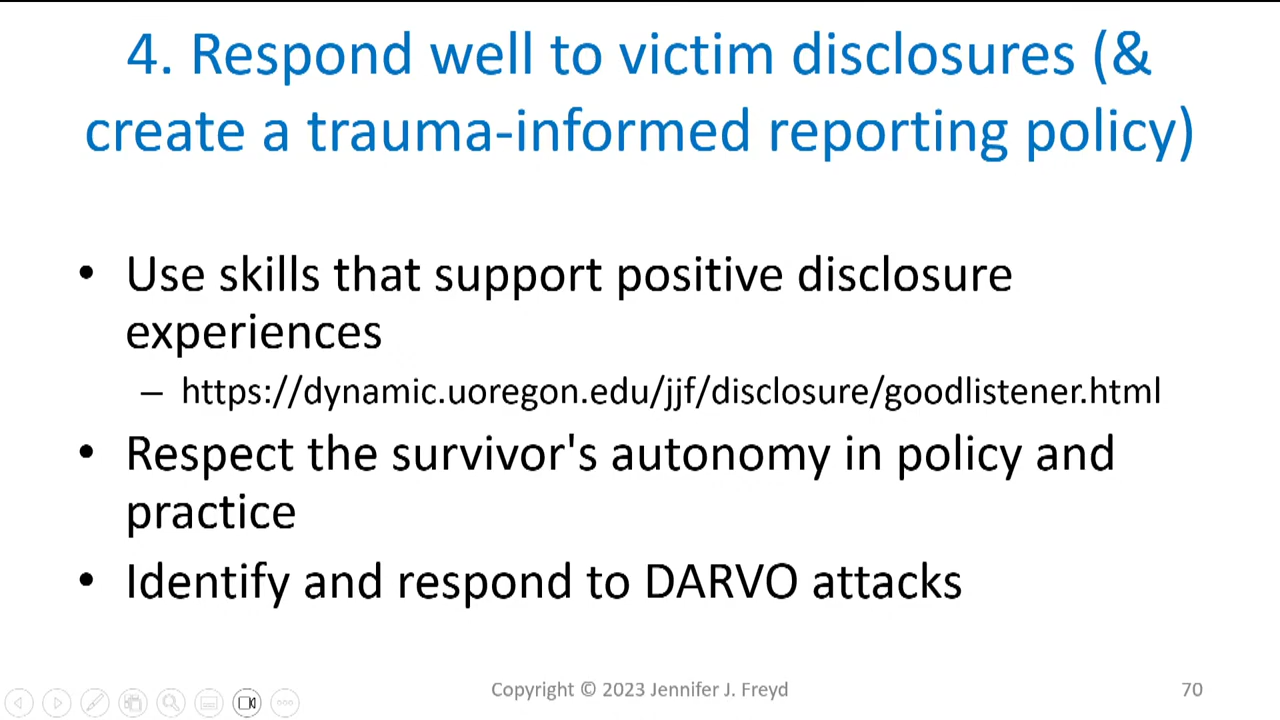 4. Respond well to victim disclosures (&
create a trauma-informed reporting policy)
• Use skills that support positive disclosure
experiences
– https://dynamic.uoregon.edu/jjf/disclosure/goodlistener.html
• Respect the survivor's autonomy in policy and
practice
• Identify and respond to DARVO attacks
Copyright © 2023 Jennifer J. Freyd
70